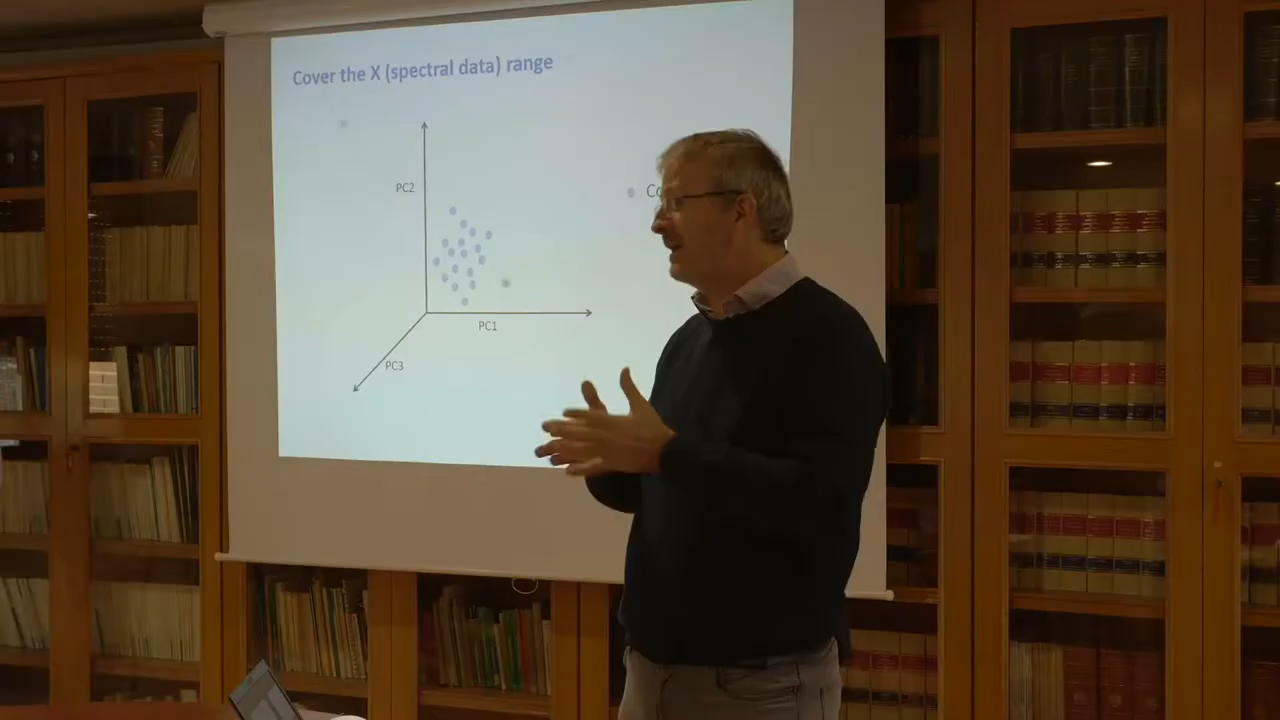 Cover the X (spectral data) range
PC2
PC1
PC3